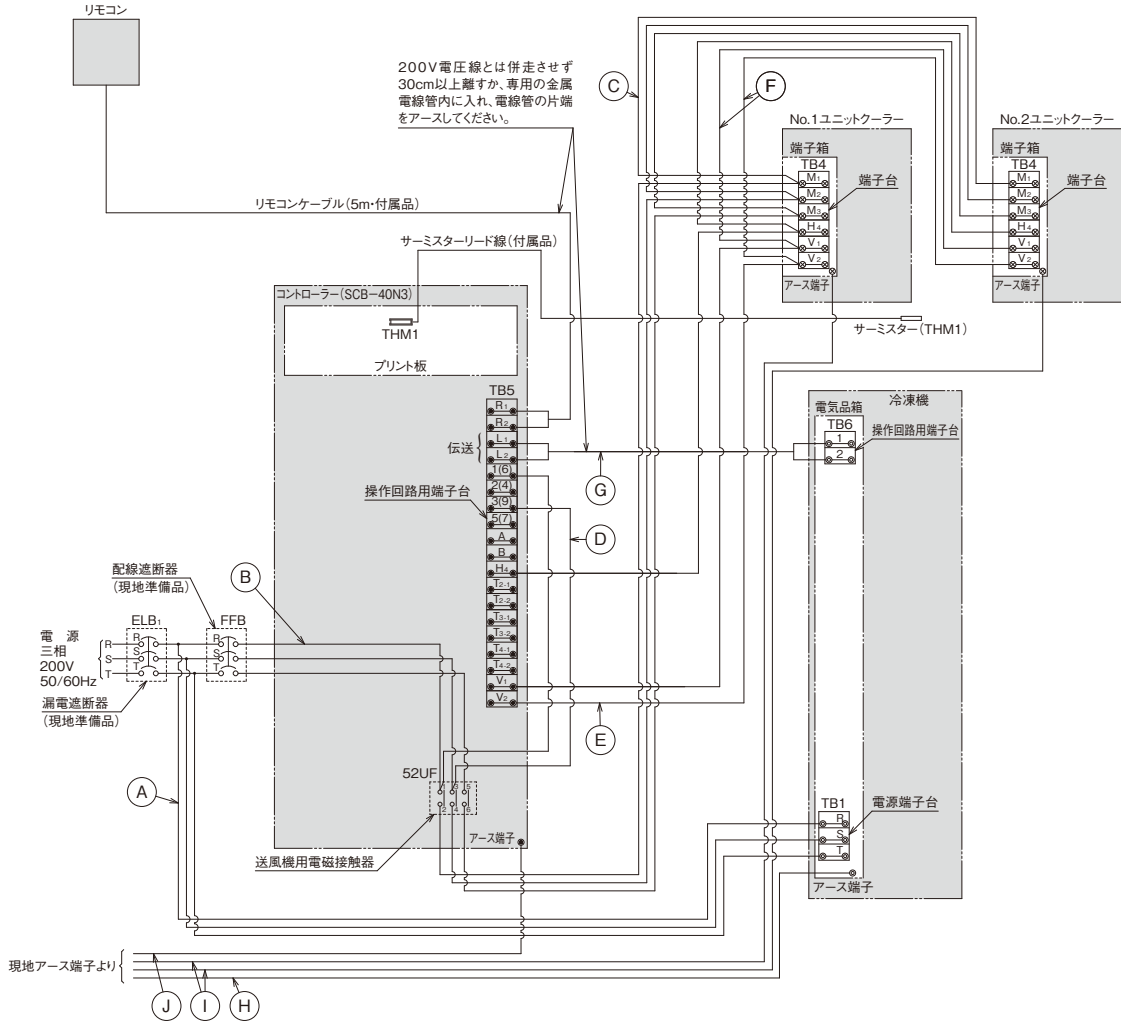 リモコン
200V電圧線とは併走させず
30cm以上離すか、専用の金属
電線管内に入れ、電線管の片端
をアースしてください。
C
F
No.1ユニットクーラー
No.2ユニットクーラー
端子箱
TB4
M1
M2
M3
H4
V1
V2
端子台
アース端子
端子箱
TB4
M1
M2
M3
H4
V1
V2
端子台
アース端子
リモコンケーブル(5m・付属品)
サーミスターリード線(付属品)
コントローラー(SCB-40N3)
THM1
プリント板
サーミスター(THM1)
TB5
R1
R2
伝送
L1
L2
1(6)
2(4)
3(9)
5(7)
A
B
H4
T2-1
T2-2
T3-1
T3-2
T4-1
T4-2
V1
V2
操作回路用端子台
G
D
E
冷凍機
電気品箱
TB6
1
2
操作回路用端子台
配線遮断器
(現地準備品)
B
ELB1
FFB
電 源
三相
200V
50/60Hz
R
S
T
R
S
T
R
S
T
漏電遮断器
(現地準備品)
A
52UF
1
3
5
2
4
6
送風機用電磁接触器
アース端子
TB1
R
S
T
電源端子台
アース端子
現地アース端子より
J
I
H